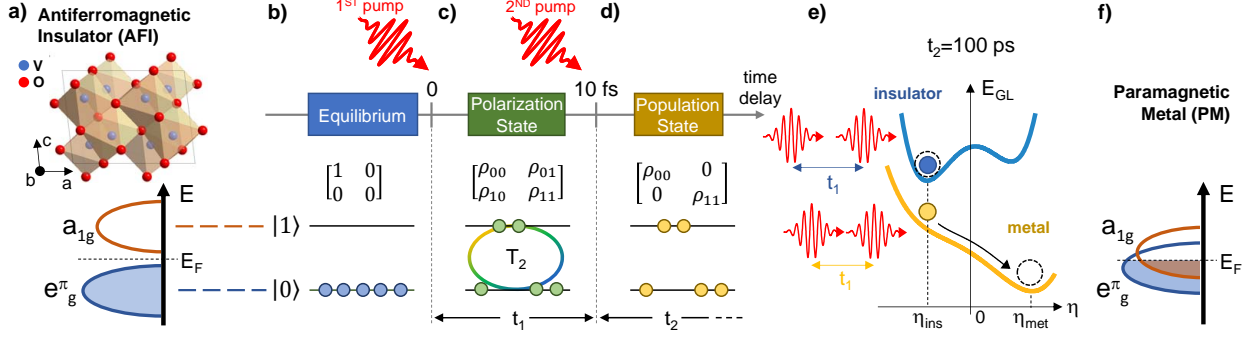 a)
Antiferromagnetic
Insulator (AFI)
V
O
c
b
a
E
a1g
EF
eπg
b)
1ST pump
Equilibrium
[1 0]
[0 0]
|1⟩
|0⟩
c)
0
Polarization
State
[ρ00 ρ01]
[ρ10 ρ11]
T2
t1
d)
2ND pump
10 fs
Population
State
time
delay
[ρ00 0]
[0 ρ11]
t2
e)
t2=100 ps
insulator
EGL
t1
metal
t1
ηins
0
ηmet
η
f)
Paramagnetic
Metal (PM)
E
a1g
EF
eπg